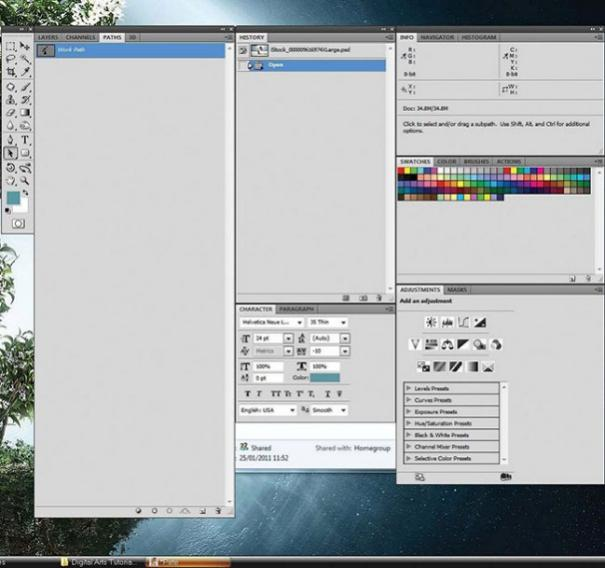 LAYERS CHANNELS PATHS 3D
Work Path
HISTORY
iStock_000009616974Large.psd
Open
CHARACTER PARAGRAPH
Helvetica Neue L... 35 Thin
24 pt (Auto)
Metrics -10
100% 100%
0 pt Color:
T T TT Tt T' T, T T
English: USA aa Smooth
Shared Shared with: Homegroup
25/01/2011 11:52
INFO NAVIGATOR HISTOGRAM
R: C:
G: M:
B: Y:
K:
8-bit 8-bit
X: W:
Y: H:
Doc: 34.8M/34.8M
Click to select and/or drag a subpath. Use Shift, Alt, and Ctrl for additional
options.
SWATCHES COLOR BRUSHES ACTIONS
ADJUSTMENTS MASKS
Add an adjustment
Levels Presets
Curves Presets
Exposure Presets
Hue/Saturation Presets
Black & White Presets
Channel Mixer Presets
Selective Color Presets
Digital Arts Tutoria...